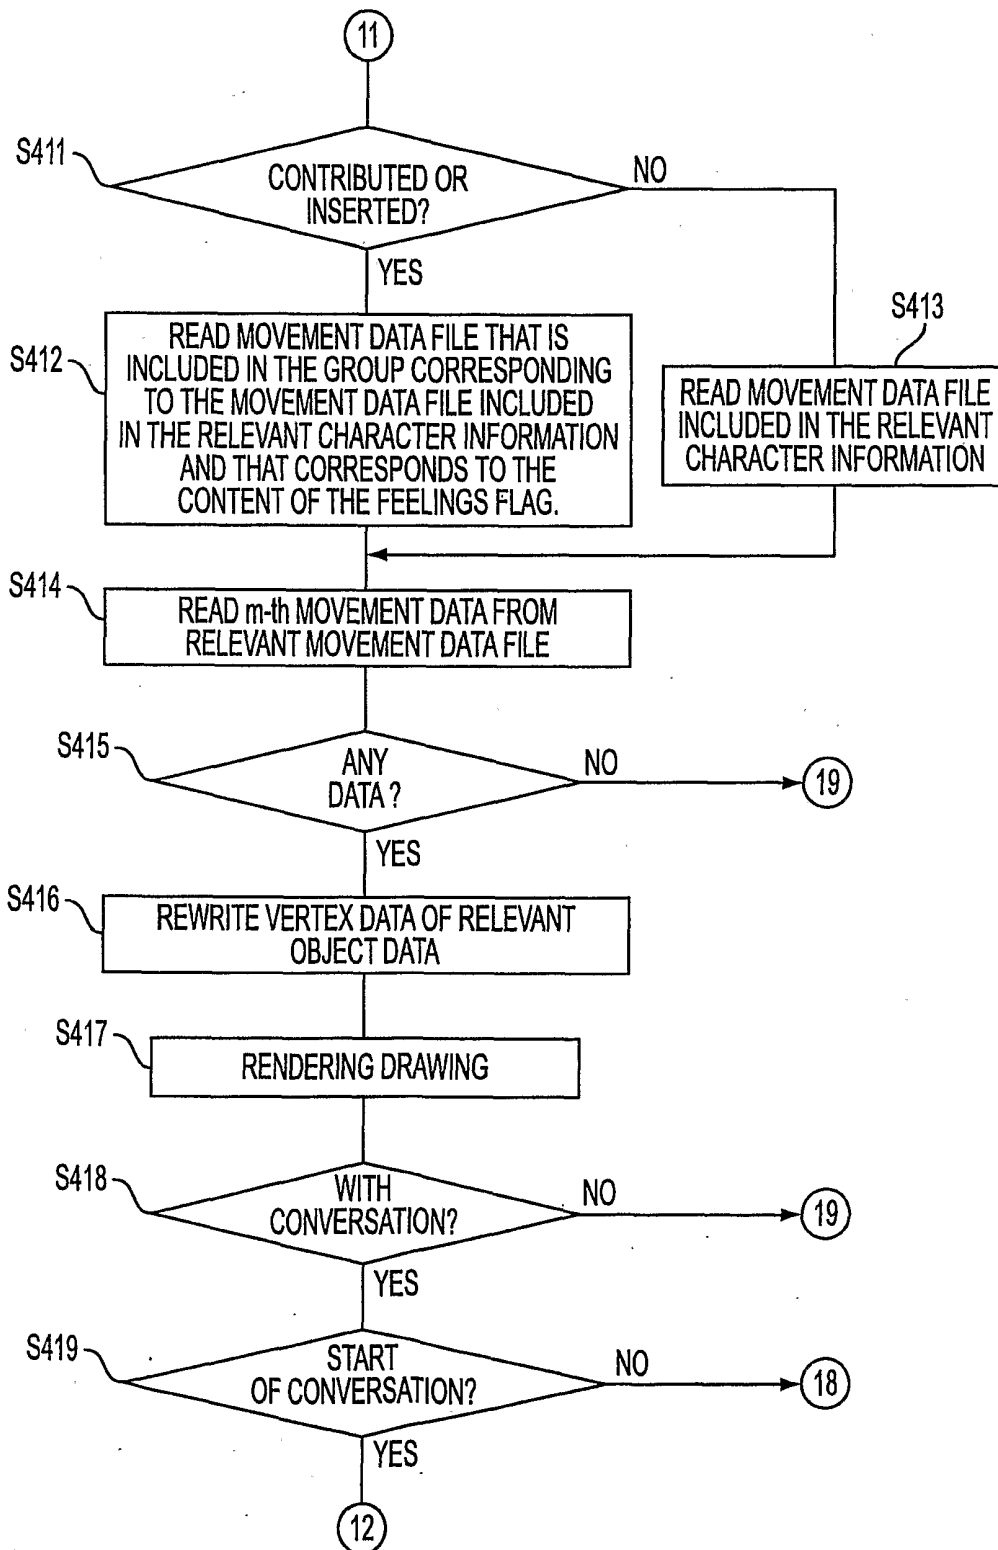 11
S411
CONTRIBUTED OR
INSERTED?
NO
YES
S412
READ MOVEMENT DATA FILE THAT IS
INCLUDED IN THE GROUP CORRESPONDING
TO THE MOVEMENT DATA FILE INCLUDED
IN THE RELEVANT CHARACTER INFORMATION
AND THAT CORRESPONDS TO THE
CONTENT OF THE FEELINGS FLAG.
S413
READ MOVEMENT DATA FILE
INCLUDED IN THE RELEVANT
CHARACTER INFORMATION
S414
READ m-th MOVEMENT DATA FROM
RELEVANT MOVEMENT DATA FILE
S415
ANY
DATA?
NO
19
YES
S416
REWRITE VERTEX DATA OF RELEVANT
OBJECT DATA
S417
RENDERING DRAWING
S418
WITH
CONVERSATION?
NO
19
YES
S419
START
OF CONVERSATION?
NO
18
YES
12